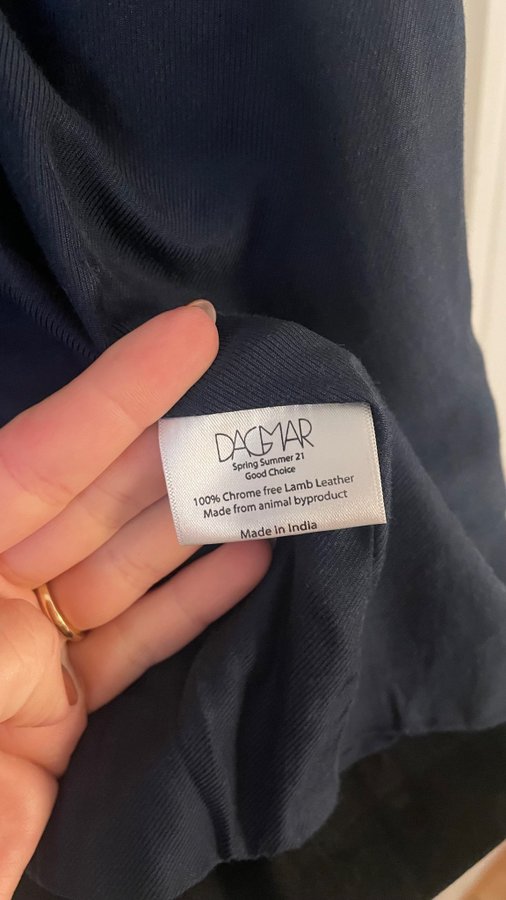 DAGMAR
Spring Summer 21
Good Choice
100% Chrome free Lamb Leather
Made from animal byproduct
Made in India